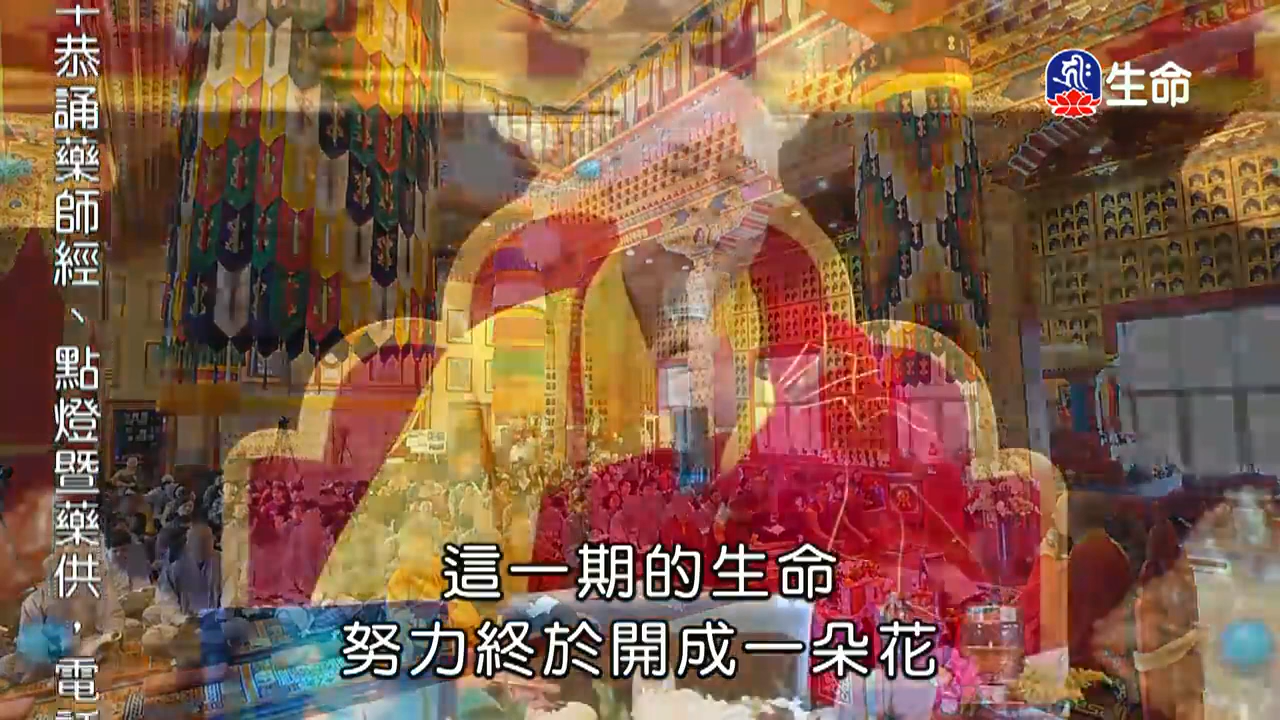 恭誦藥師經、點燈暨藥供，電
生命
這一期的生命
努力終於開成一朵花